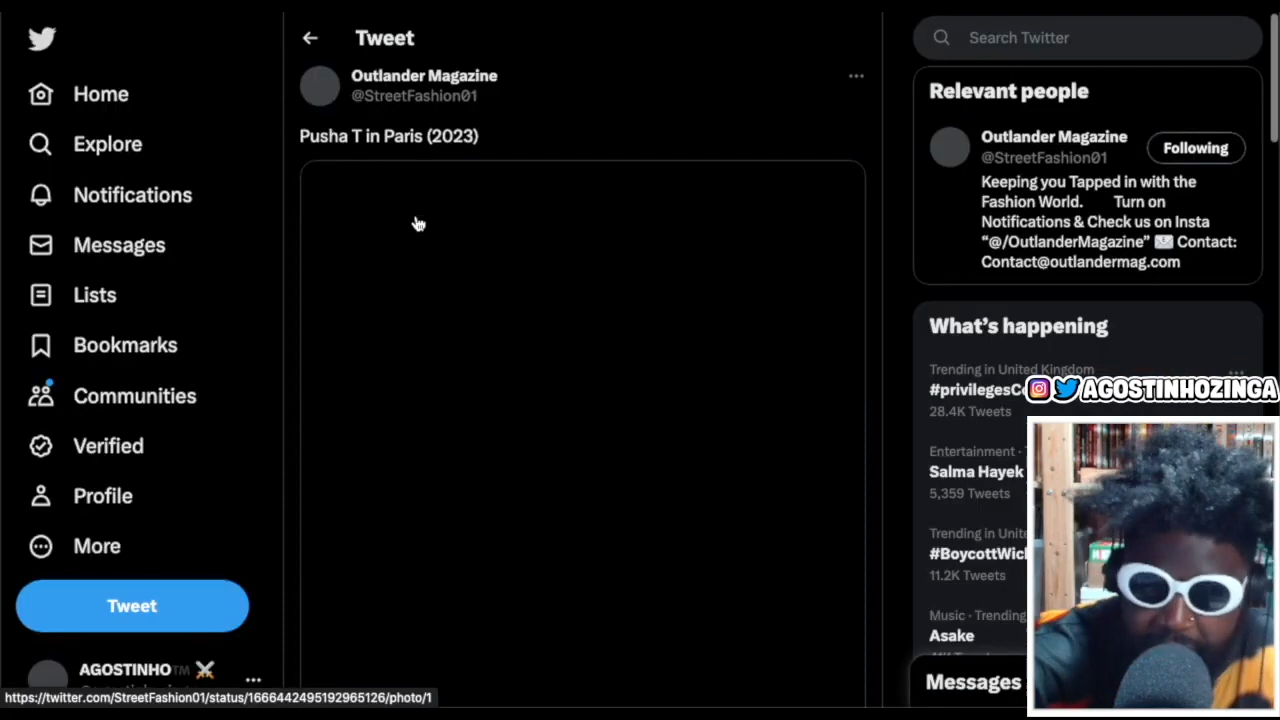 Home
Explore
Notifications
Messages
Lists
Bookmarks
Communities
Verified
Profile
More
Tweet
AGOSTINHO™
https://twitter.com/StreetFashion01/status/1666442495192965126/photo/1
Tweet
Outlander Magazine
@StreetFashion01
Pusha T in Paris (2023)
Search Twitter
Relevant people
Outlander Magazine
@StreetFashion01
Following
Keeping you Tapped in with the
Fashion World. Turn on
Notifications & Check us on Insta
“@/OutlanderMagazine” Contact:
Contact@outlandermag.com
What’s happening
Trending in United Kingdom
#privilegesC
28.4K Tweets
AGOSTINHOZINGA
Entertainment ·
Salma Hayek
5,359 Tweets
Trending in Unite
#BoycottWick
11.2K Tweets
Music · Trending
Asake
Messages